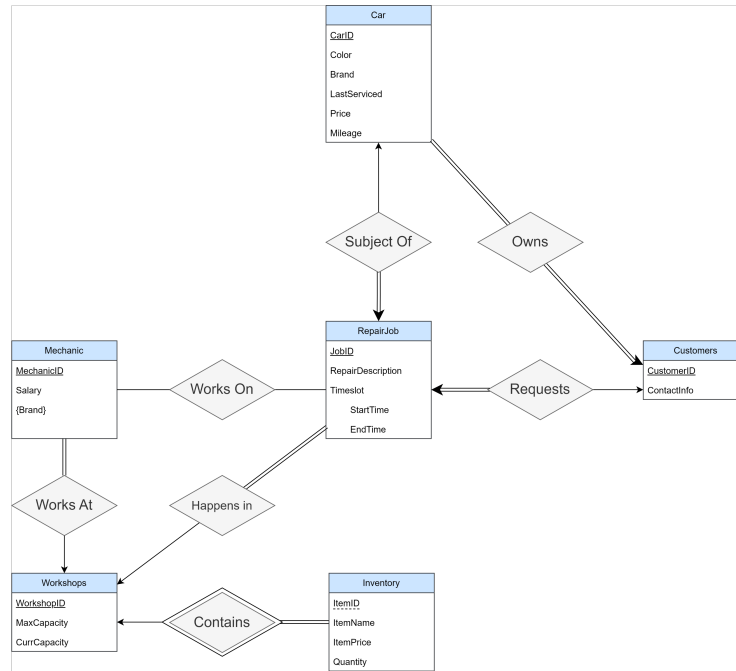 Car
CarID
Color
Brand
LastServiced
Price
Mileage
Subject Of
Owns
RepairJob
JobID
RepairDescription
Timeslot
StartTime
EndTime
Mechanic
MechanicID
Salary
{Brand}
Works On
Requests
Customers
CustomerID
ContactInfo
Works At
Happens in
Workshops
WorkshopID
MaxCapacity
CurrCapacity
Contains
Inventory
ItemID
ItemName
ItemPrice
Quantity